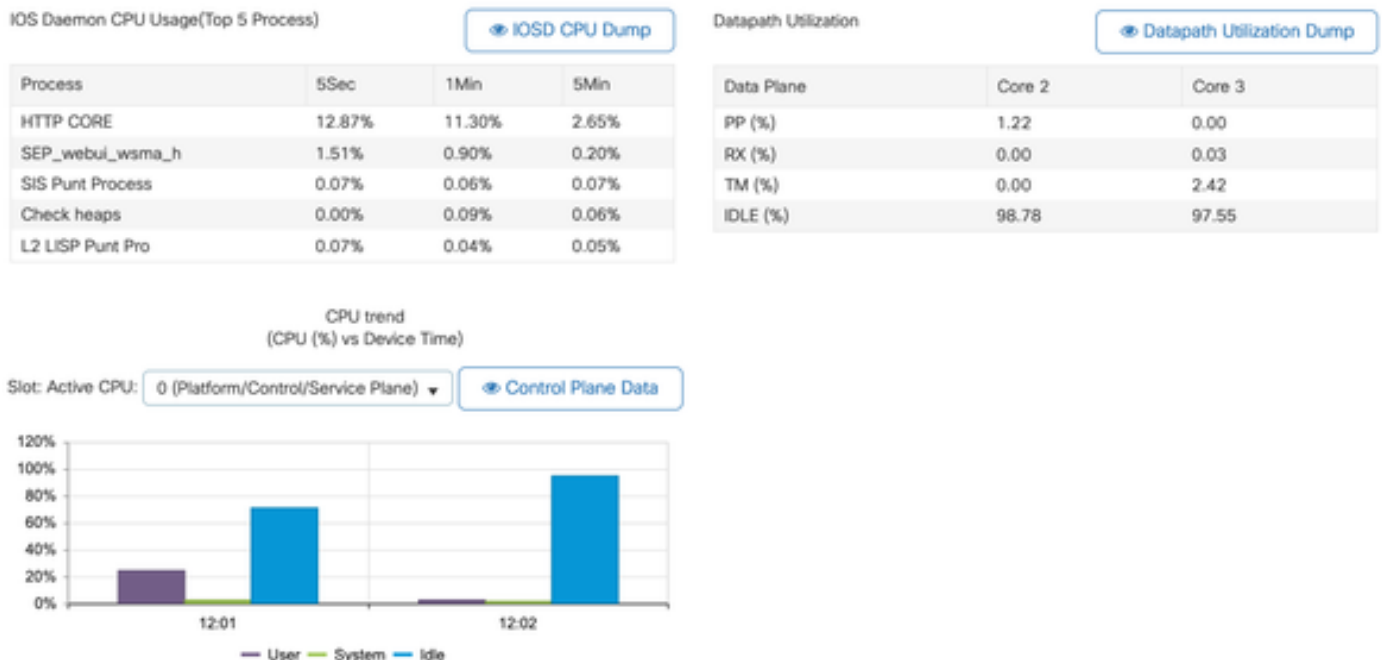 IOS Daemon CPU Usage(Top 5 Process)
IOSD CPU Dump
Process 5Sec 1Min 5Min
HTTP CORE 12.87% 11.30% 2.65%
SEP_webui_wsma_h 1.51% 0.90% 0.20%
SIS Punt Process 0.07% 0.06% 0.07%
Check heaps 0.00% 0.09% 0.06%
L2 LISP Punt Pro 0.07% 0.04% 0.05%
Datapath Utilization
Datapath Utilization Dump
Data Plane Core 2 Core 3
PP (%) 1.22 0.00
RX (%) 0.00 0.03
TM (%) 0.00 2.42
IDLE (%) 98.78 97.55
CPU trend
(CPU (%) vs Device Time)
Slot: Active CPU: 0 (Platform/Control/Service Plane)
Control Plane Data
120%
100%
80%
60%
40%
20%
0%
12:01 12:02
User System Idle